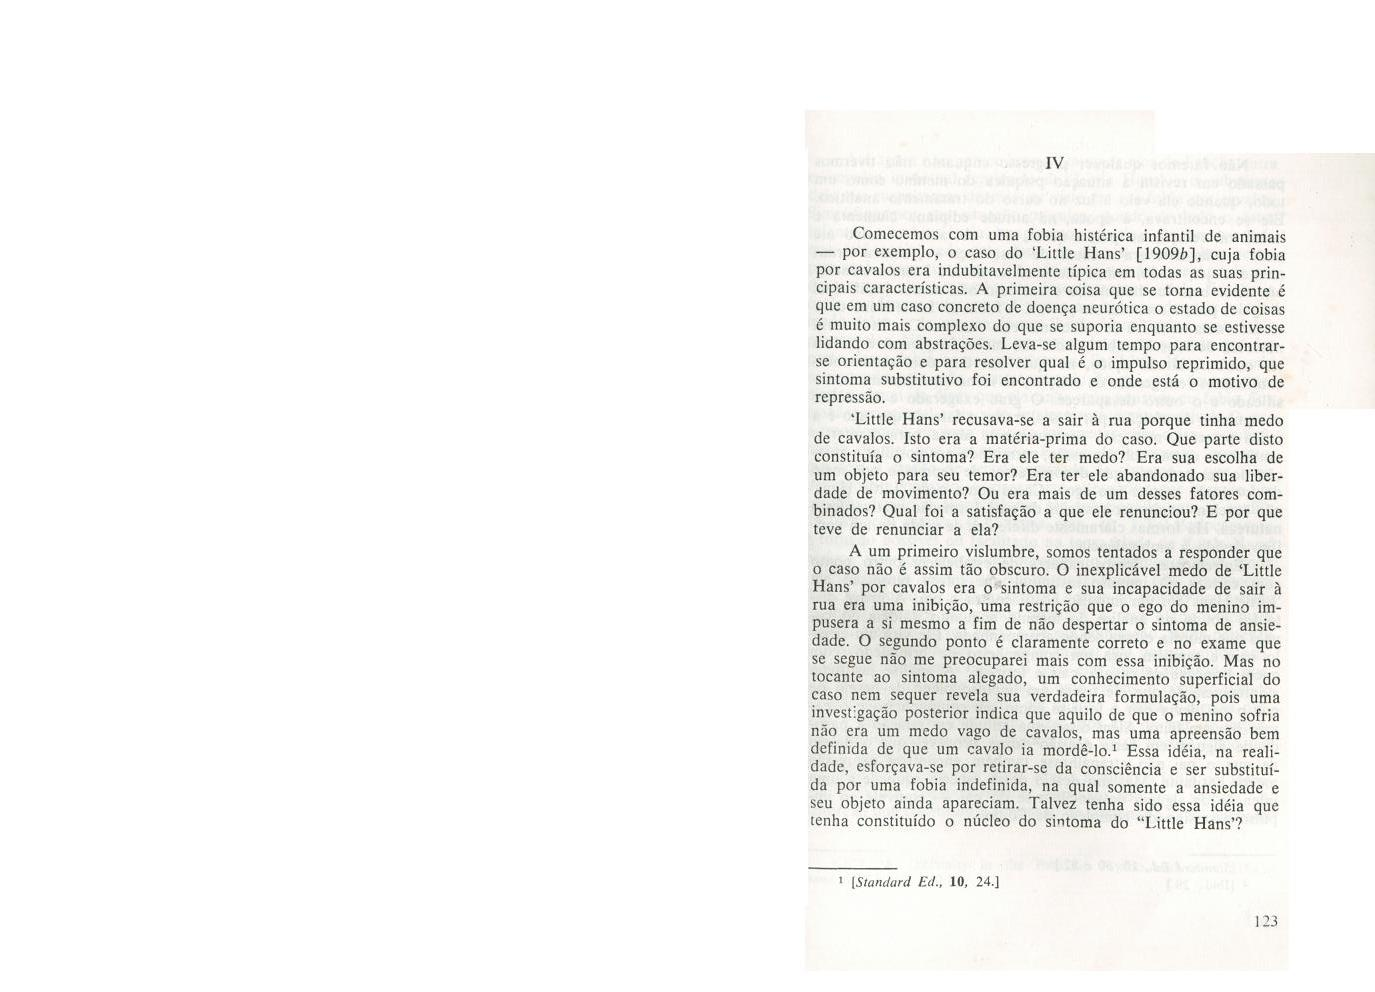 IV
Comecemos com uma fobia histérica infantil de animais
— por exemplo, o caso do ‘Little Hans’ [1909b], cuja fobia
por cavalos era indubitavelmente típica em todas as suas prin-
cipais características. A primeira coisa que se torna evidente é
que em um caso concreto de doença neurótica o estado de coisas
é muito mais complexo do que se suporia enquanto se estivesse
lidando com abstrações. Leva-se algum tempo para encontrar-
se orientação e para resolver qual é o impulso reprimido, que
sintoma substitutivo foi encontrado e onde está o motivo de
repressão.
‘Little Hans’ recusava-se a sair à rua porque tinha medo
de cavalos. Isto era a matéria-prima do caso. Que parte disto
constituía o sintoma? Era ele ter medo? Era sua escolha de
um objeto para seu temor? Era ter ele abandonado sua liber-
dade de movimento? Ou era mais de um desses fatores com-
binados? Qual foi a satisfação a que ele renunciou? E por que
teve de renunciar a ela?
A um primeiro vislumbre, somos tentados a responder que
o caso não é assim tão obscuro. O inexplicável medo de ‘Little
Hans’ por cavalos era o sintoma e sua incapacidade de sair à
rua era uma inibição, uma restrição que o ego do menino im-
pusera a si mesmo a fim de não despertar o sintoma de ansie-
dade. O segundo ponto é claramente correto e no exame que
se segue não me preocuparei mais com essa inibição. Mas no
tocante ao sintoma alegado, um conhecimento superficial do
caso nem sequer revela sua verdadeira formulação, pois uma
investigação posterior indica que aquilo de que o menino sofria
não era um medo vago de cavalos, mas uma apreensão bem
definida de que um cavalo ia mordê-lo.¹ Essa idéia, na reali-
dade, esforçava-se por retirar-se da consciência e ser substituí-
da por uma fobia indefinida, na qual somente a ansiedade e
seu objeto ainda apareciam. Talvez tenha sido essa idéia que
tenha constituído o núcleo do sintoma do “Little Hans’?
¹ [Standard Ed., 10, 24.]
123